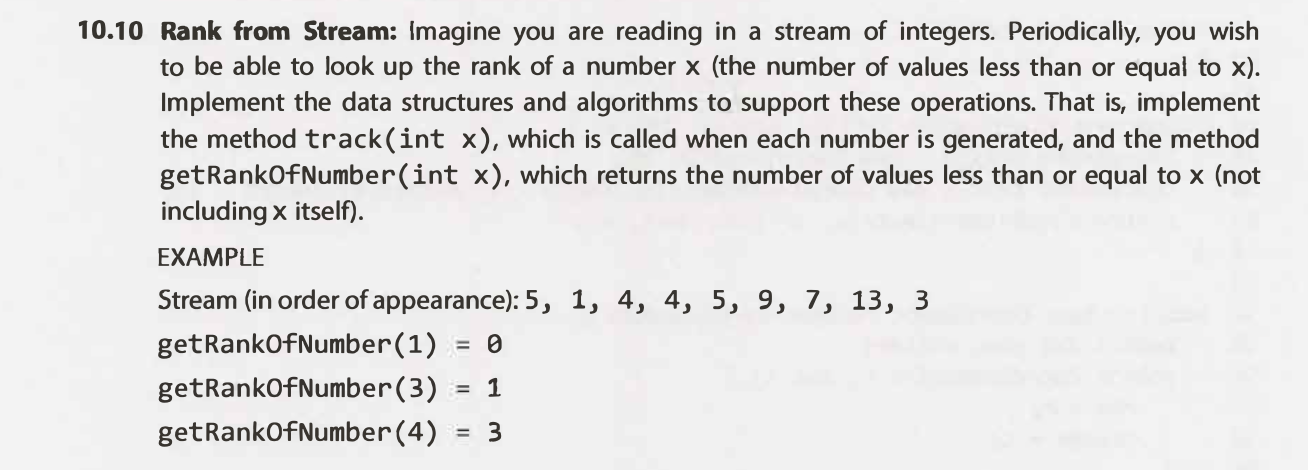 10.10 Rank from Stream: Imagine you are reading in a stream of integers. Periodically, you wish
to be able to look up the rank of a number x (the number of values less than or equal to x).
Implement the data structures and algorithms to support these operations. That is, implement
the method track(int x), which is called when each number is generated, and the method
getRankOfNumber(int x), which returns the number of values less than or equal to x (not
including x itself).
EXAMPLE
Stream (in order of appearance): 5, 1, 4, 4, 5, 9, 7, 13, 3
getRankOfNumber(1) = 0
getRankOfNumber(3) = 1
getRankOfNumber(4) = 3